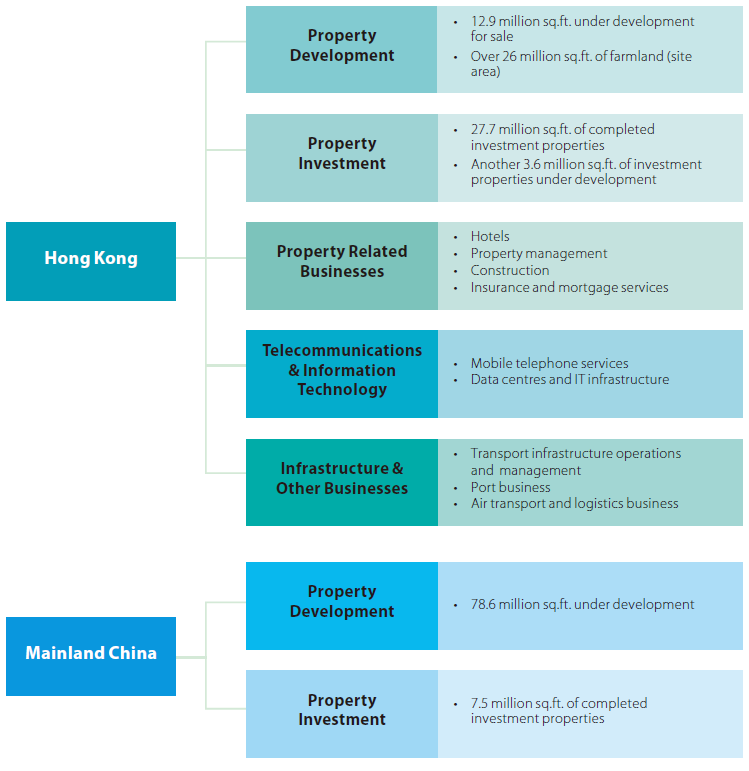 Hong Kong
Property
Development
• 12.9 million sq.ft. under development
for sale
• Over 26 million sq.ft. of farmland (site
area)
Property
Investment
• 27.7 million sq.ft. of completed
investment properties
• Another 3.6 million sq.ft. of investment
properties under development
Property Related
Businesses
• Hotels
• Property management
• Construction
• Insurance and mortgage services
Telecommunications
& Information
Technology
• Mobile telephone services
• Data centres and IT infrastructure
Infrastructure &
Other Businesses
• Transport infrastructure operations
and management
• Port business
• Air transport and logistics business
Mainland China
Property
Development
• 78.6 million sq.ft. under development
Property
Investment
• 7.5 million sq.ft. of completed
investment properties